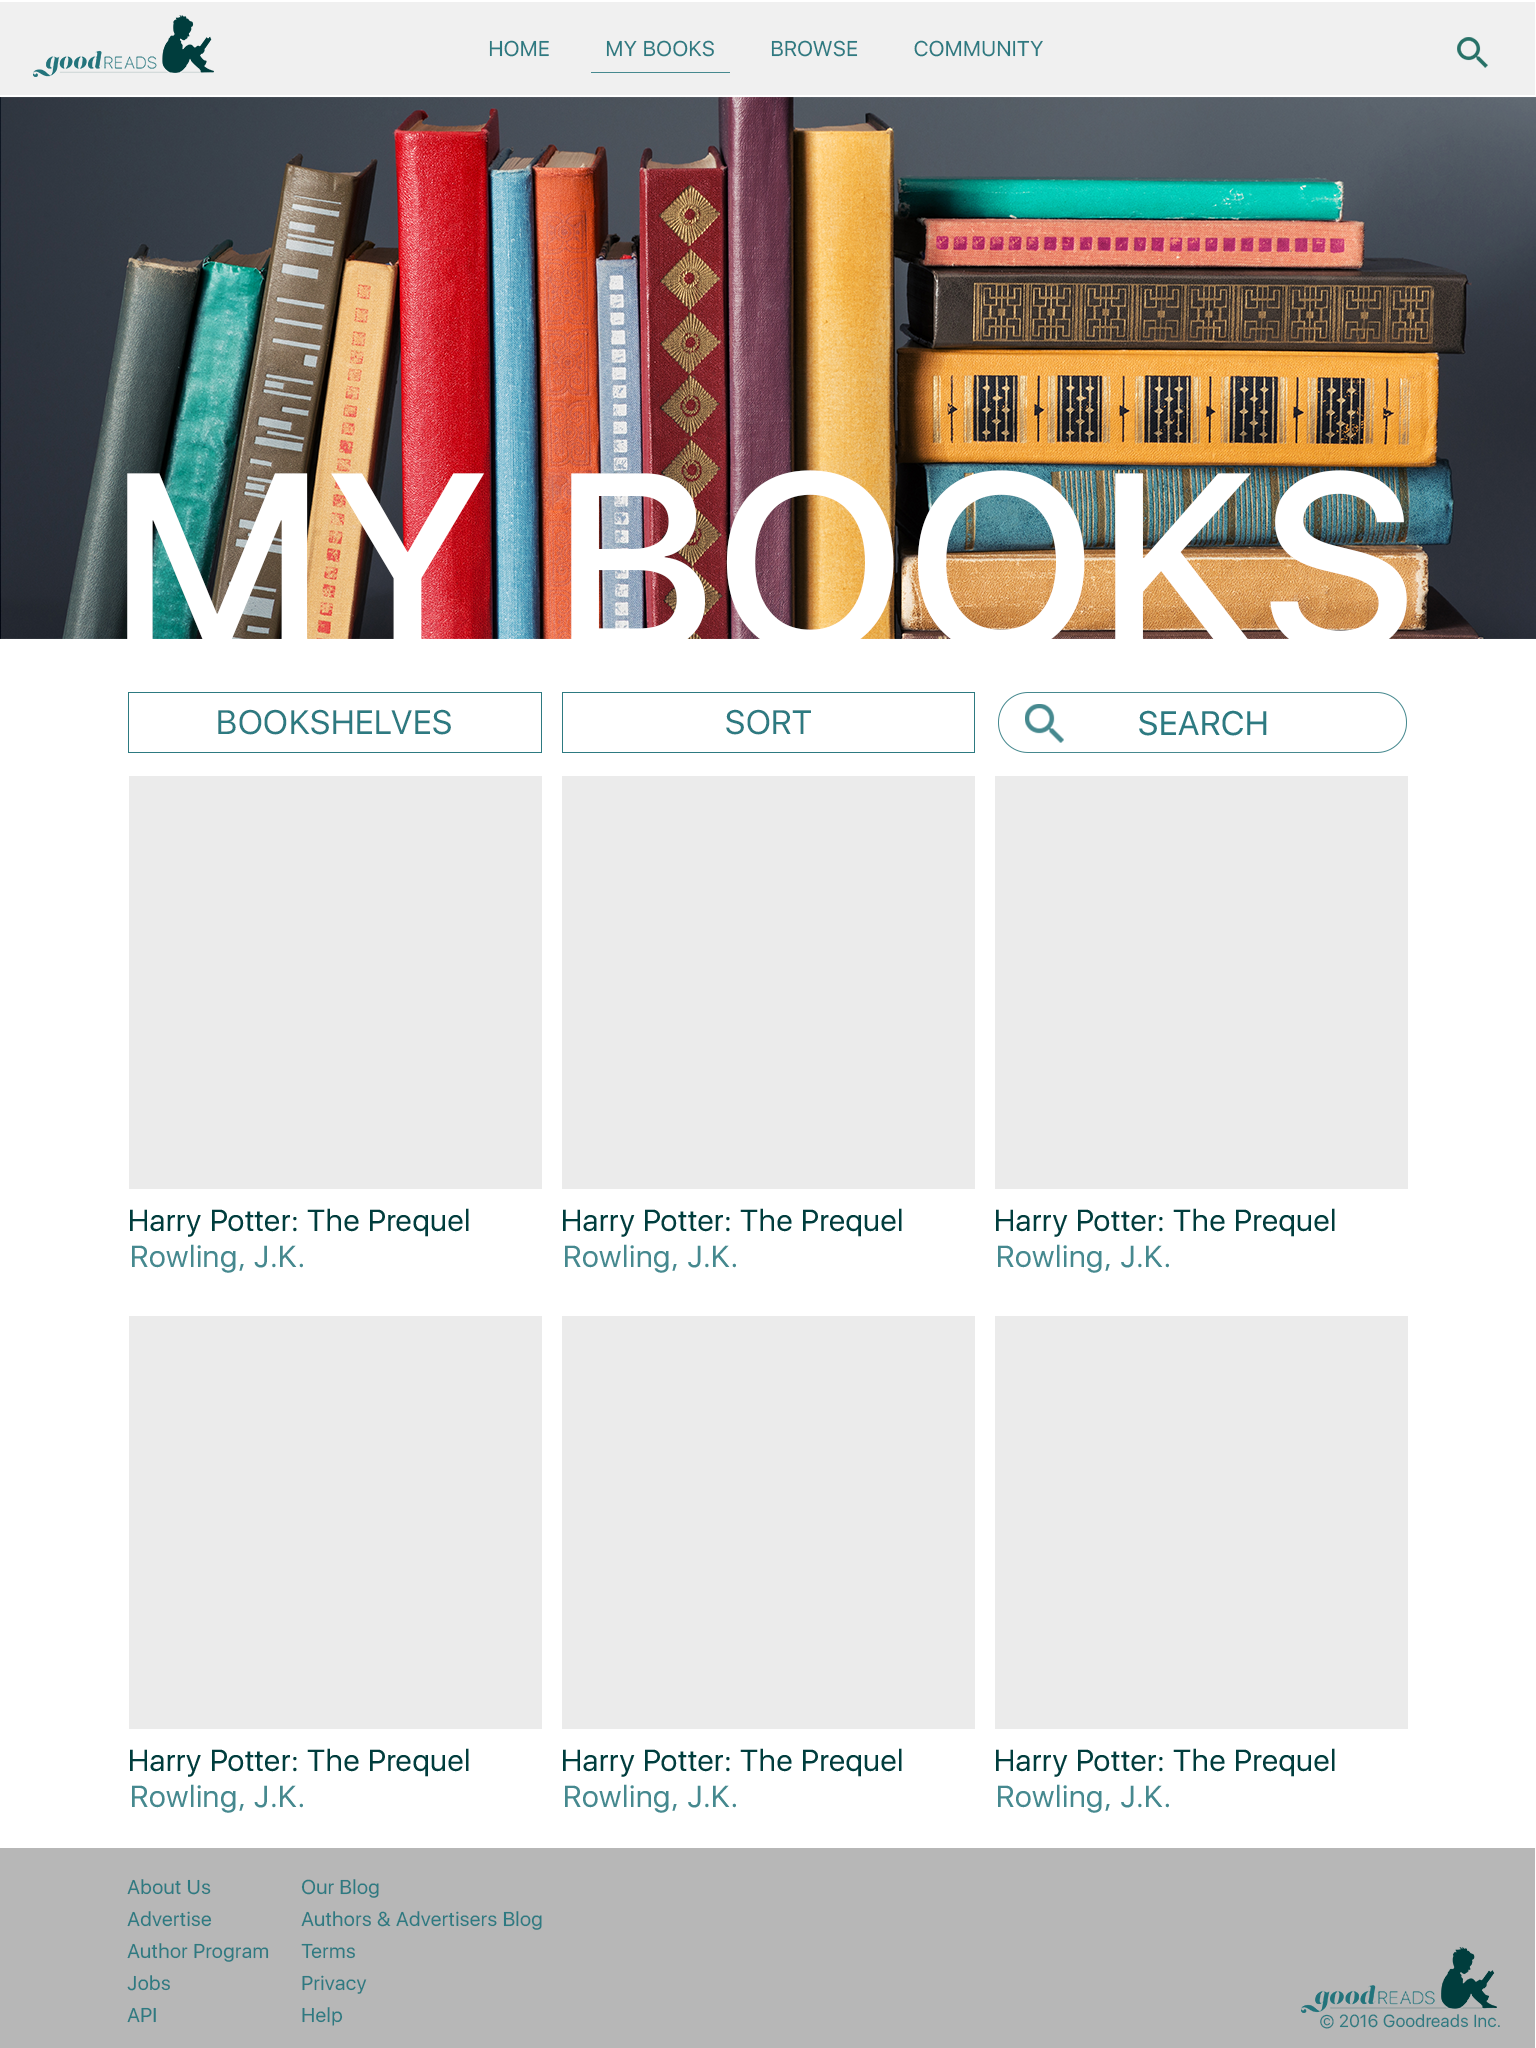 goodREADS
HOME MY BOOKS BROWSE COMMUNITY
MY BOOKS
BOOKSHELVES SORT SEARCH
Harry Potter: The Prequel Harry Potter: The Prequel Harry Potter: The Prequel
Rowling, J.K. Rowling, J.K. Rowling, J.K.
Harry Potter: The Prequel Harry Potter: The Prequel Harry Potter: The Prequel
Rowling, J.K. Rowling, J.K. Rowling, J.K.
About Us Our Blog
Advertise Authors & Advertisers Blog
Author Program Terms
Jobs Privacy
API Help
goodREADS
© 2016 Goodreads Inc.